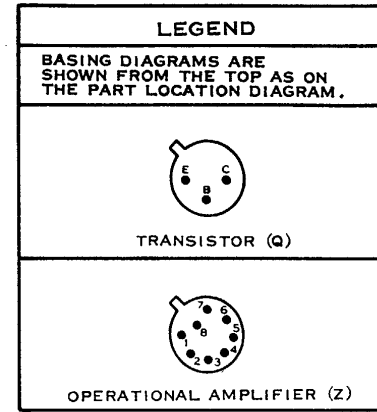 LEGEND
BASING DIAGRAMS ARE
SHOWN FROM THE TOP AS ON
THE PART LOCATION DIAGRAM.
E C
B
TRANSISTOR (Q)
7
6
8
5
1
4
2 3
OPERATIONAL AMPLIFIER (Z)